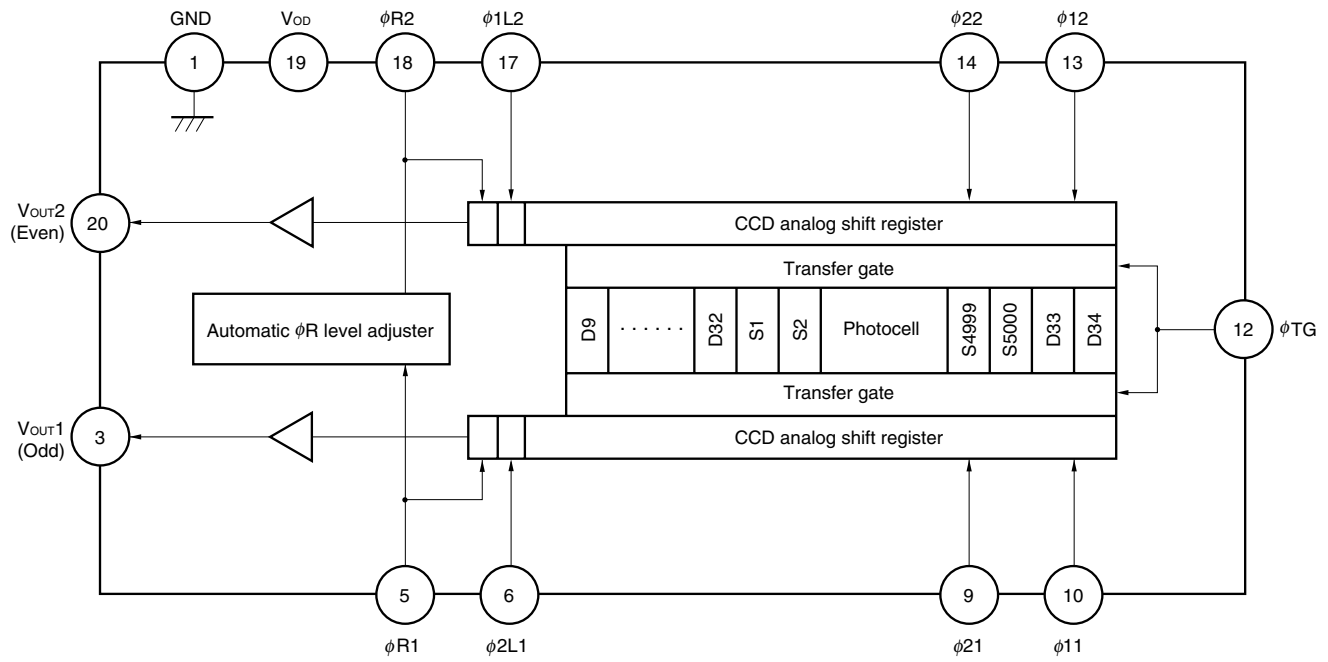 GND VOD φR2 φ1L2 φ22 φ12
1 19 18 17 14 13
VOUT2
(Even)
20
CCD analog shift register
Transfer gate
Automatic φR level adjuster
D9 ······ D32 S1 S2 Photocell S4999 S5000 D33 D34
12 φTG
Transfer gate
VOUT1
(Odd)
3
CCD analog shift register
5 6 9 10
φR1 φ2L1 φ21 φ11